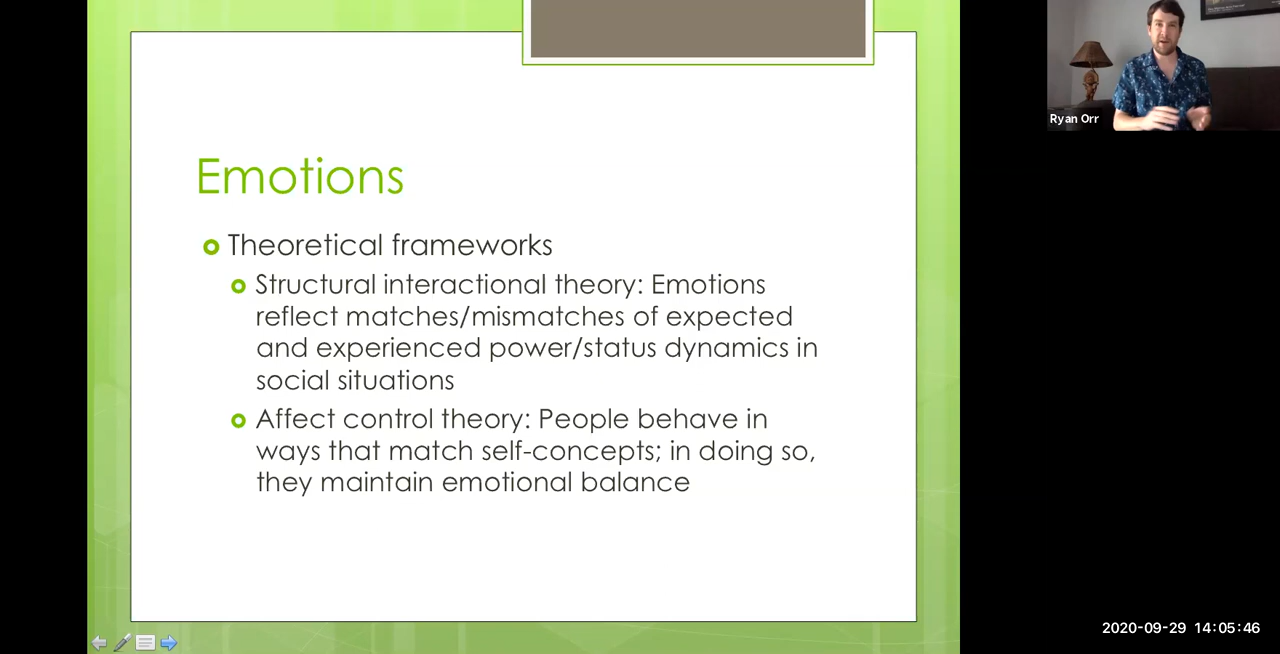 Emotions
Theoretical frameworks
Structural interactional theory: Emotions
reflect matches/mismatches of expected
and experienced power/status dynamics in
social situations
Affect control theory: People behave in
ways that match self-concepts; in doing so,
they maintain emotional balance
Ryan Orr
2020-09-29 14:05:46